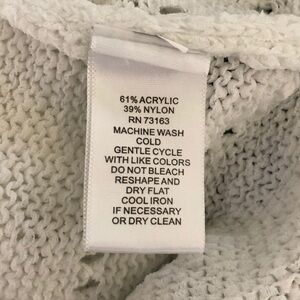 61% ACRYLIC
39% NYLON
RN 73163
MACHINE WASH
COLD
GENTLE CYCLE
WITH LIKE COLORS
DO NOT BLEACH
RESHAPE AND
DRY FLAT
COOL IRON
IF NECESSARY
OR DRY CLEAN